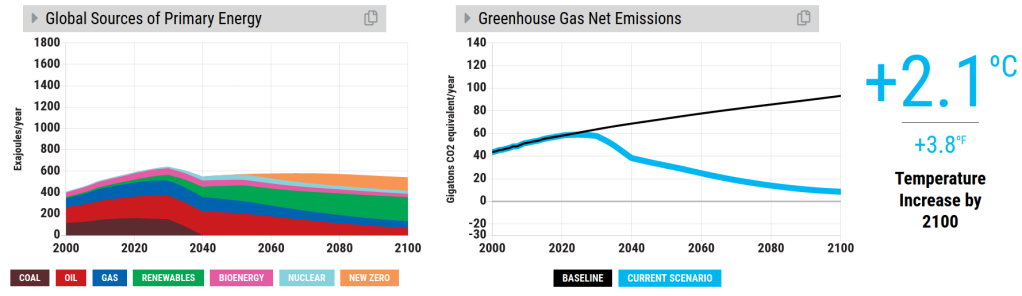 Global Sources of Primary Energy
Exajoules/year
1800
1600
1400
1200
1000
800
600
400
200
0
2000
2020
2040
2060
2080
2100
COAL
OIL
GAS
RENEWABLES
BIOENERGY
NUCLEAR
NEW ZERO
Greenhouse Gas Net Emissions
Gigatons CO2 equivalent/year
140
120
100
80
60
40
20
0
-20
-30
2000
2020
2040
2060
2080
2100
BASELINE
CURRENT SCENARIO
+2.1 ºC
+3.8 ºF
Temperature
Increase by
2100